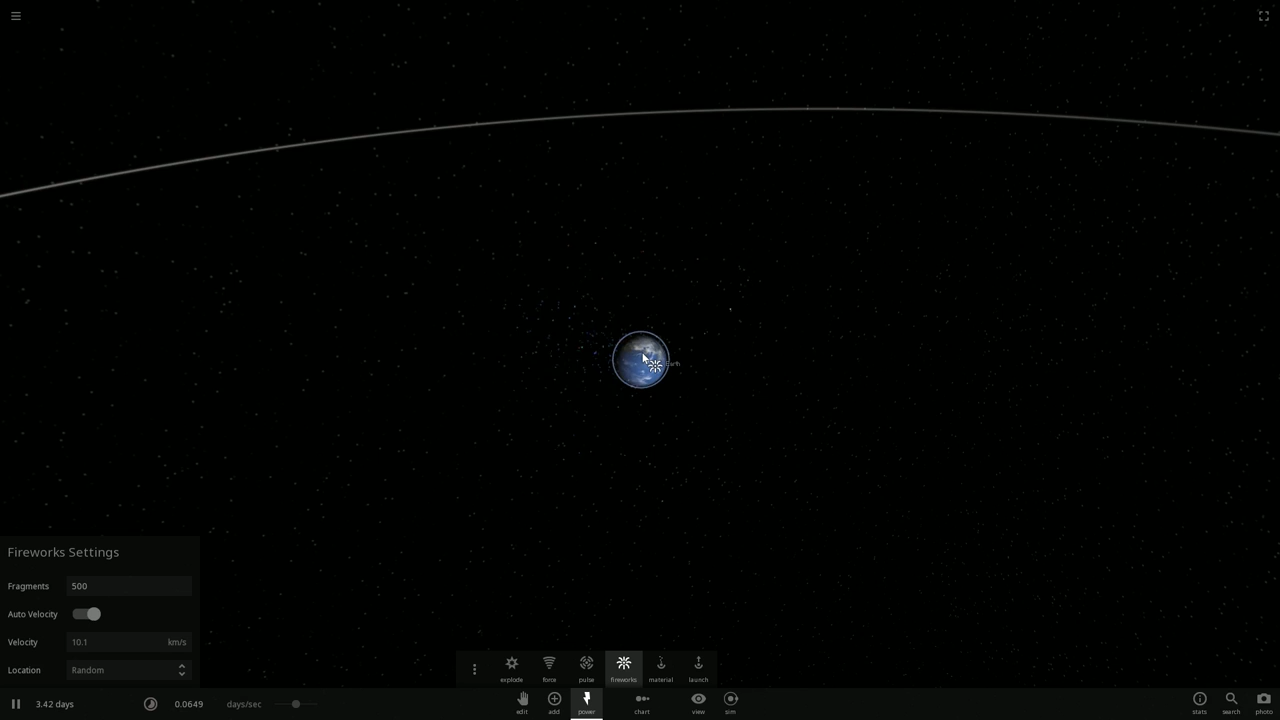 Earth
Fireworks Settings
Fragments 500
Auto Velocity
Velocity 10.1 km/s
Location Random
explode force pulse fireworks material launch
3.42 days 0.0649 days/sec edit add power chart view sim stats search photo